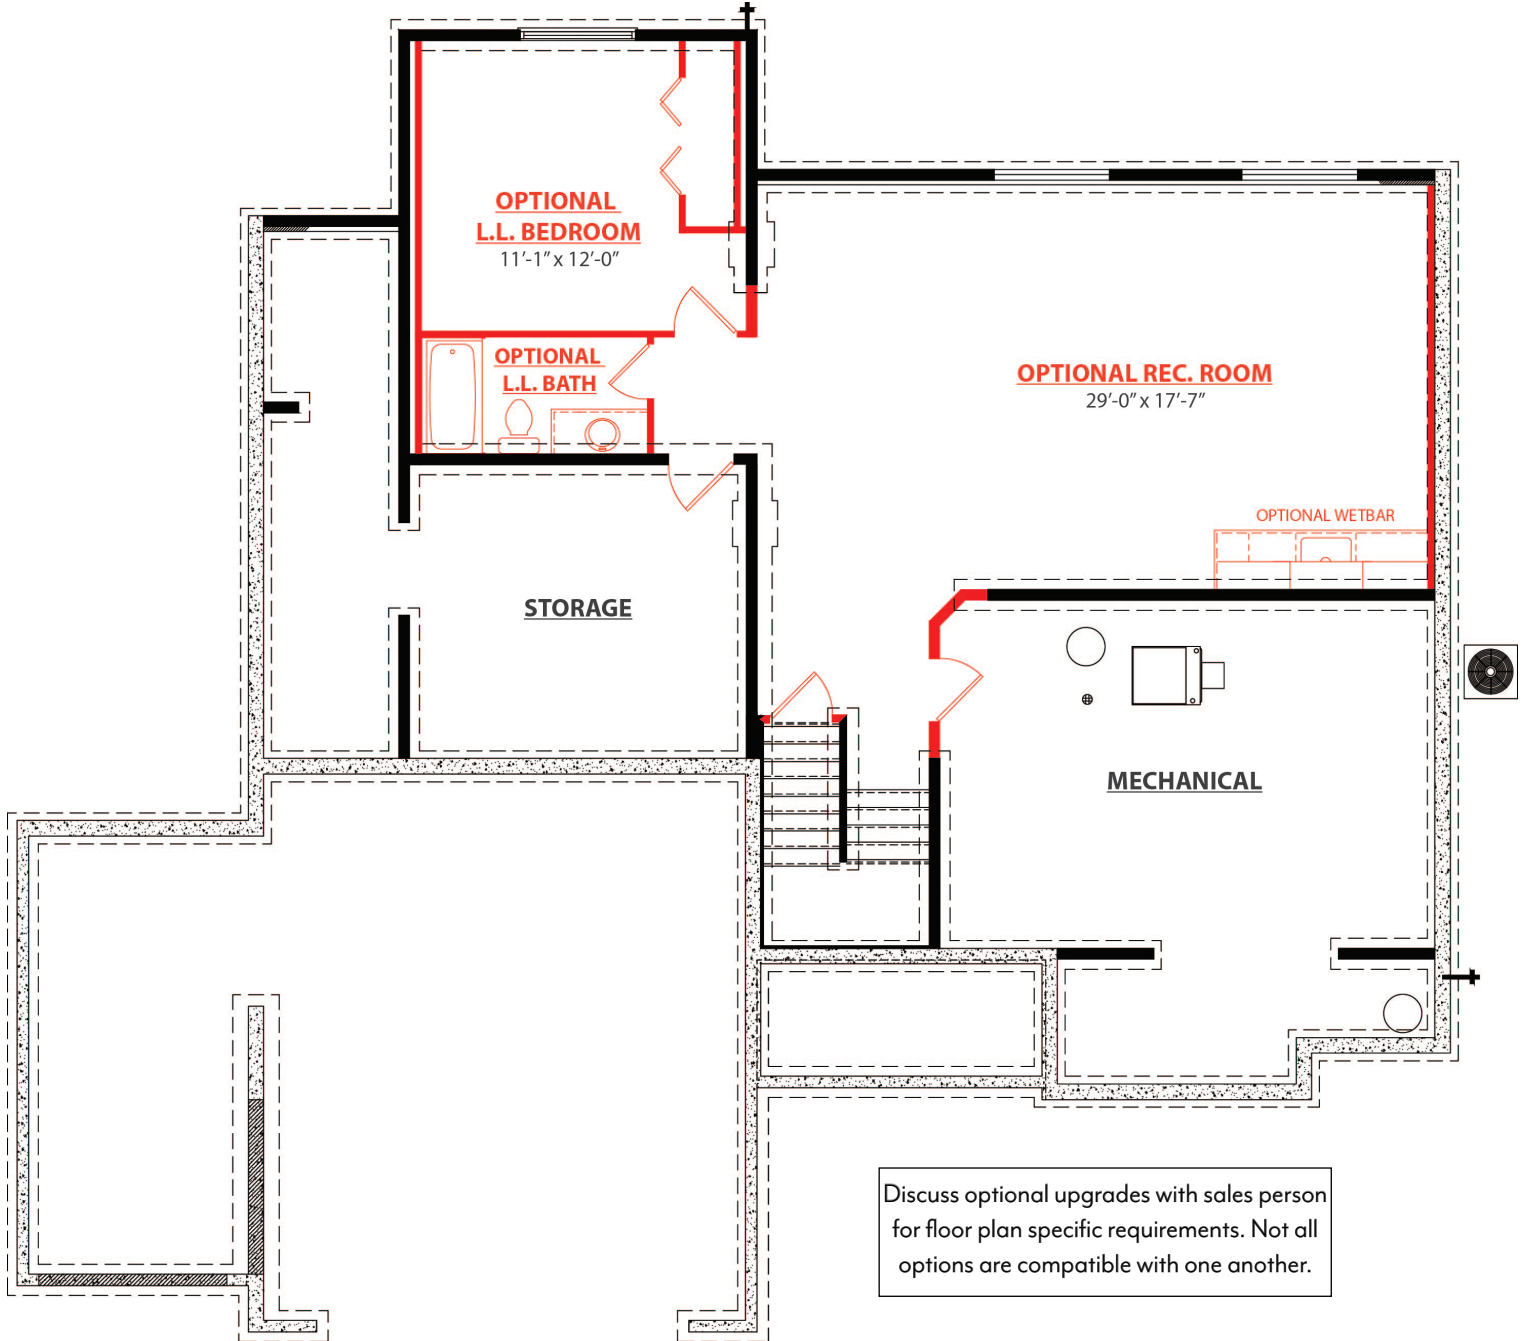 OPTIONAL
L.L. BEDROOM
11’-1” x 12’-0”
OPTIONAL
L.L. BATH
OPTIONAL REC. ROOM
29’-0” x 17’-7”
OPTIONAL WETBAR
STORAGE
MECHANICAL
Discuss optional upgrades with sales person
for floor plan specific requirements. Not all
options are compatible with one another.